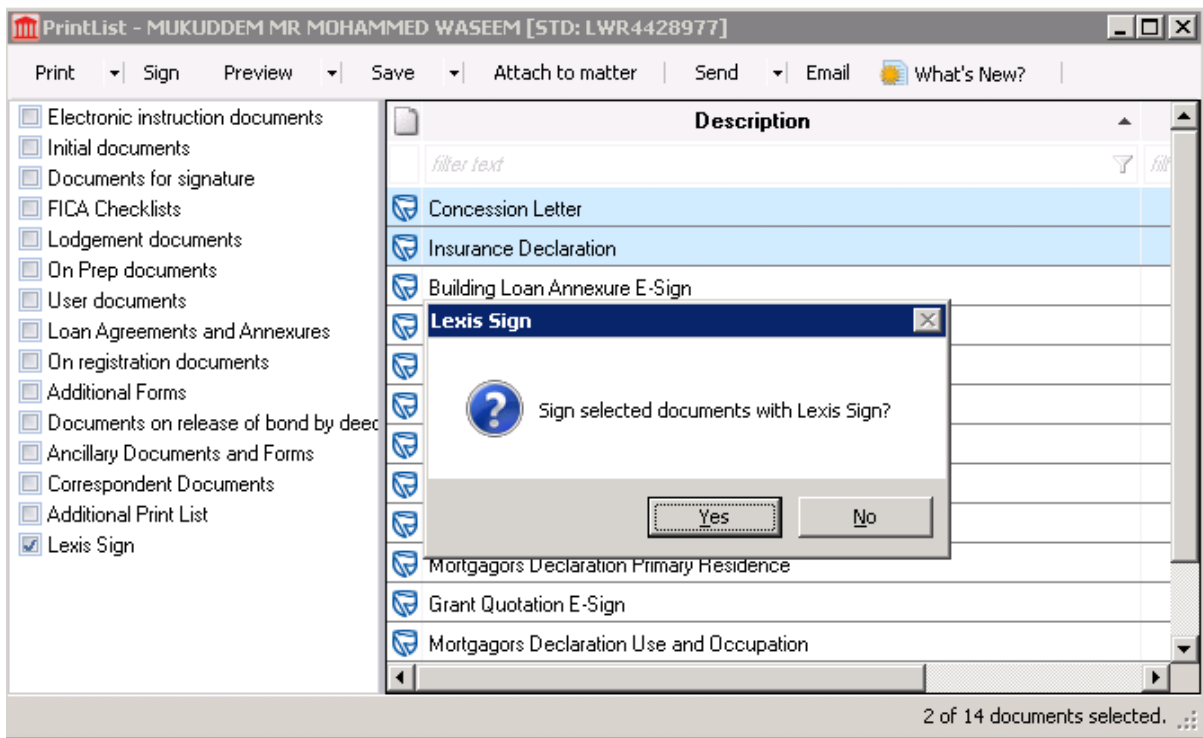 PrintList - MUKUDDEM MR MOHAMMED WASEEM [STD: LWR4428977]
Print Sign Preview Save Attach to matter Send Email What's New?
Electronic instruction documents
Initial documents
Documents for signature
FICA Checklists
Lodgement documents
On Prep documents
User documents
Loan Agreements and Annexures
On registration documents
Additional Forms
Documents on release of bond by deed
Ancillary Documents and Forms
Correspondent Documents
Additional Print List
Lexis Sign
Description
filter text
Concession Letter
Insurance Declaration
Building Loan Annexure E-Sign
Lexis Sign
Sign selected documents with Lexis Sign?
Yes No
Mortgagors Declaration Primary Residence
Grant Quotation E-Sign
Mortgagors Declaration Use and Occupation
2 of 14 documents selected.